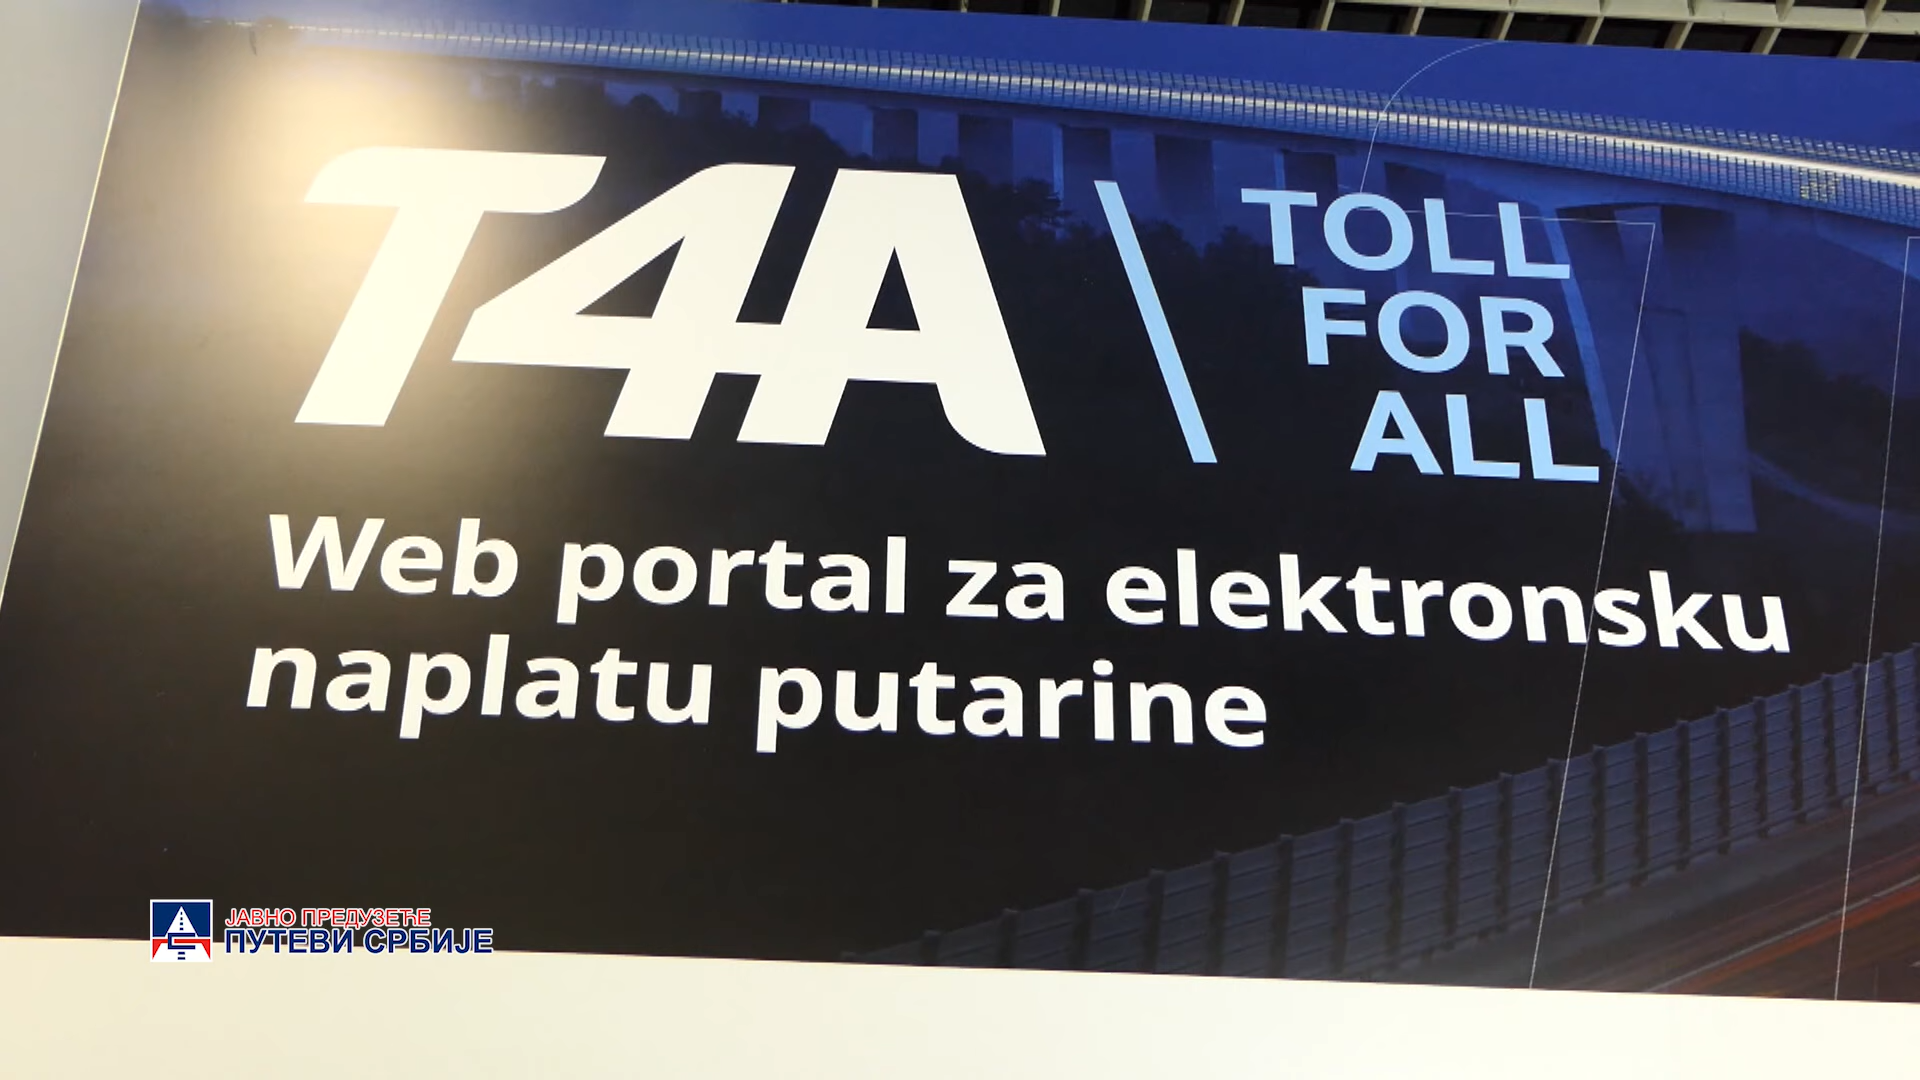 T4A
TOLL
FOR
ALL
Web portal za elektronsku
naplatu putarine
ЈАВНО ПРЕДУЗЕЋЕ
ПУТЕВИ СРБИЈЕ